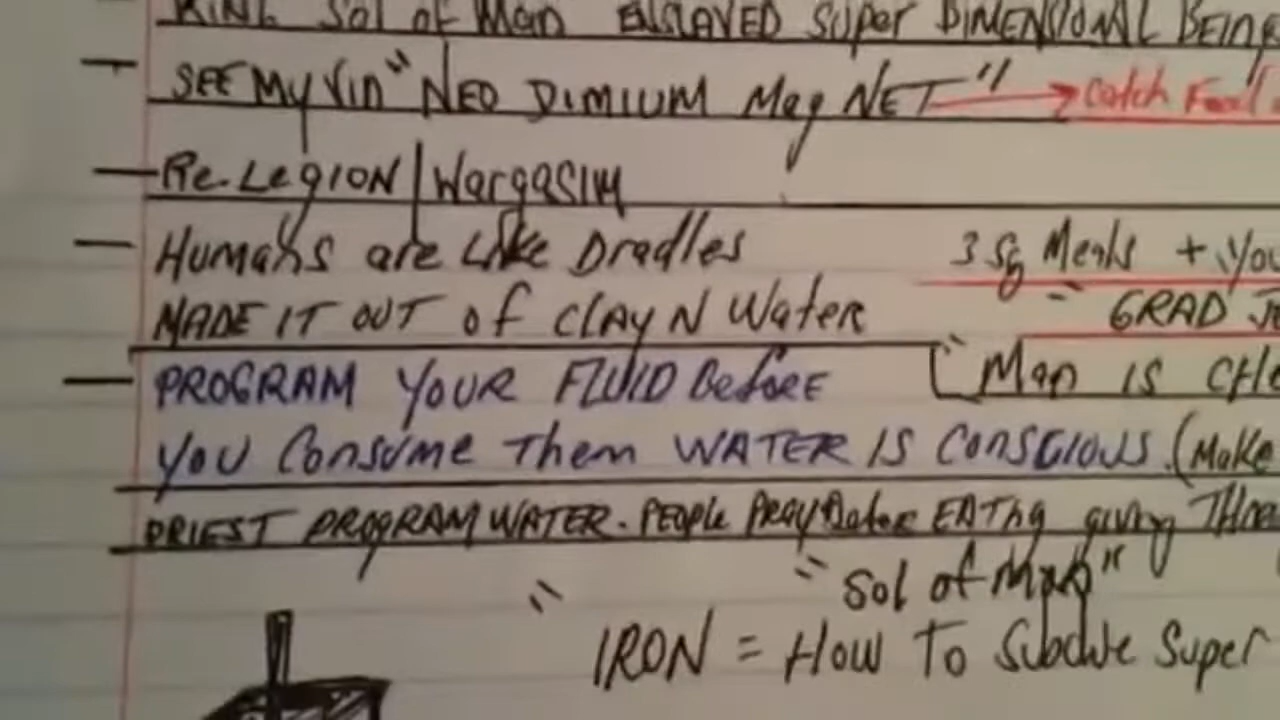 KING Sol of Man ENSLAVED Super DIMENSIONAL BEING
SEE My VID "NEO DIMIUM Mag NET" → Catch
Re.Legion | Wargasim
Humans are Like Dradles
3 Meals + You
MADE IT OUT of CLAY N Water
" GRAD
PROGRAM YOUR FLUID Before
" Man IS
YOU Consume Them WATER IS CONSCIOUS. (Make
PRIEST PROGRAM WATER. People Pray Before EATing giving
" Sol of Man"
IRON = How To Subdue Super